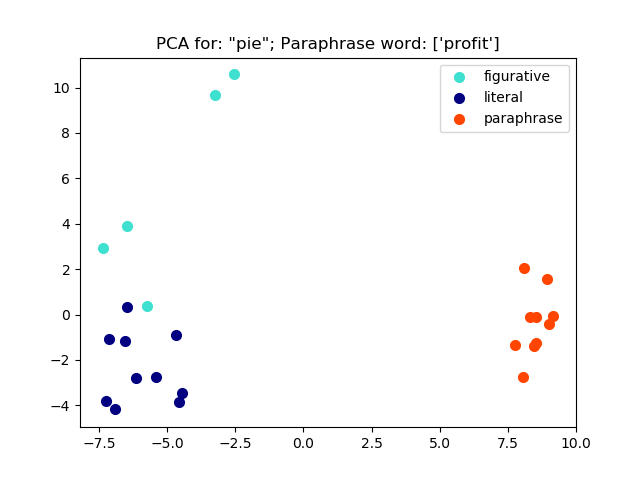 PCA for: "pie"; Paraphrase word: ['profit']
figurative
literal
paraphrase
10
8
6
4
2
0
−2
−4
−7.5 −5.0 −2.5 0.0 2.5 5.0 7.5 10.0